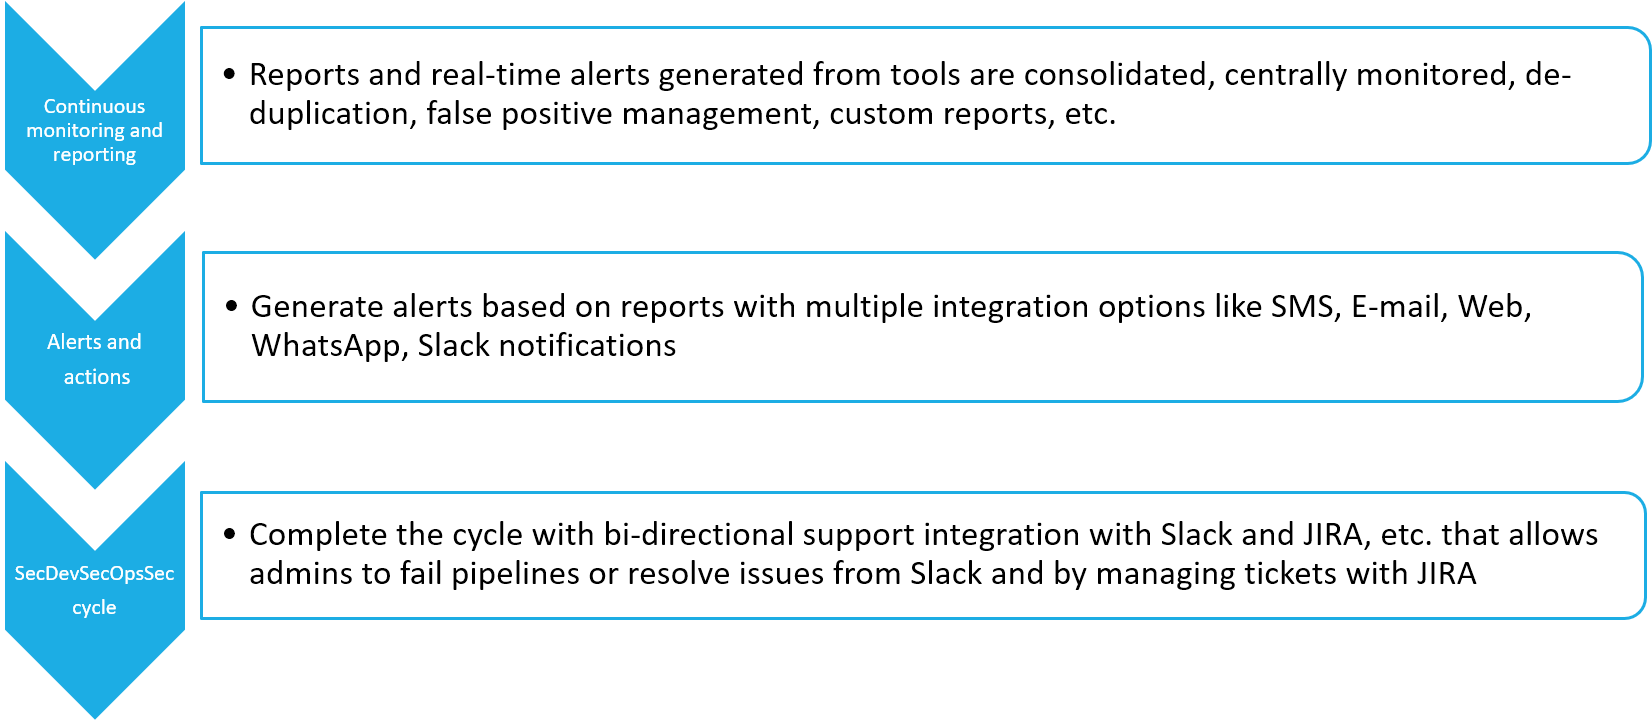 Continuous
monitoring and
reporting
• Reports and real-time alerts generated from tools are consolidated, centrally monitored, de-
duplication, false positive management, custom reports, etc.
Alerts and
actions
• Generate alerts based on reports with multiple integration options like SMS, E-mail, Web,
WhatsApp, Slack notifications
SecDevSecOpsSec
cycle
• Complete the cycle with bi-directional support integration with Slack and JIRA, etc. that allows
admins to fail pipelines or resolve issues from Slack and by managing tickets with JIRA